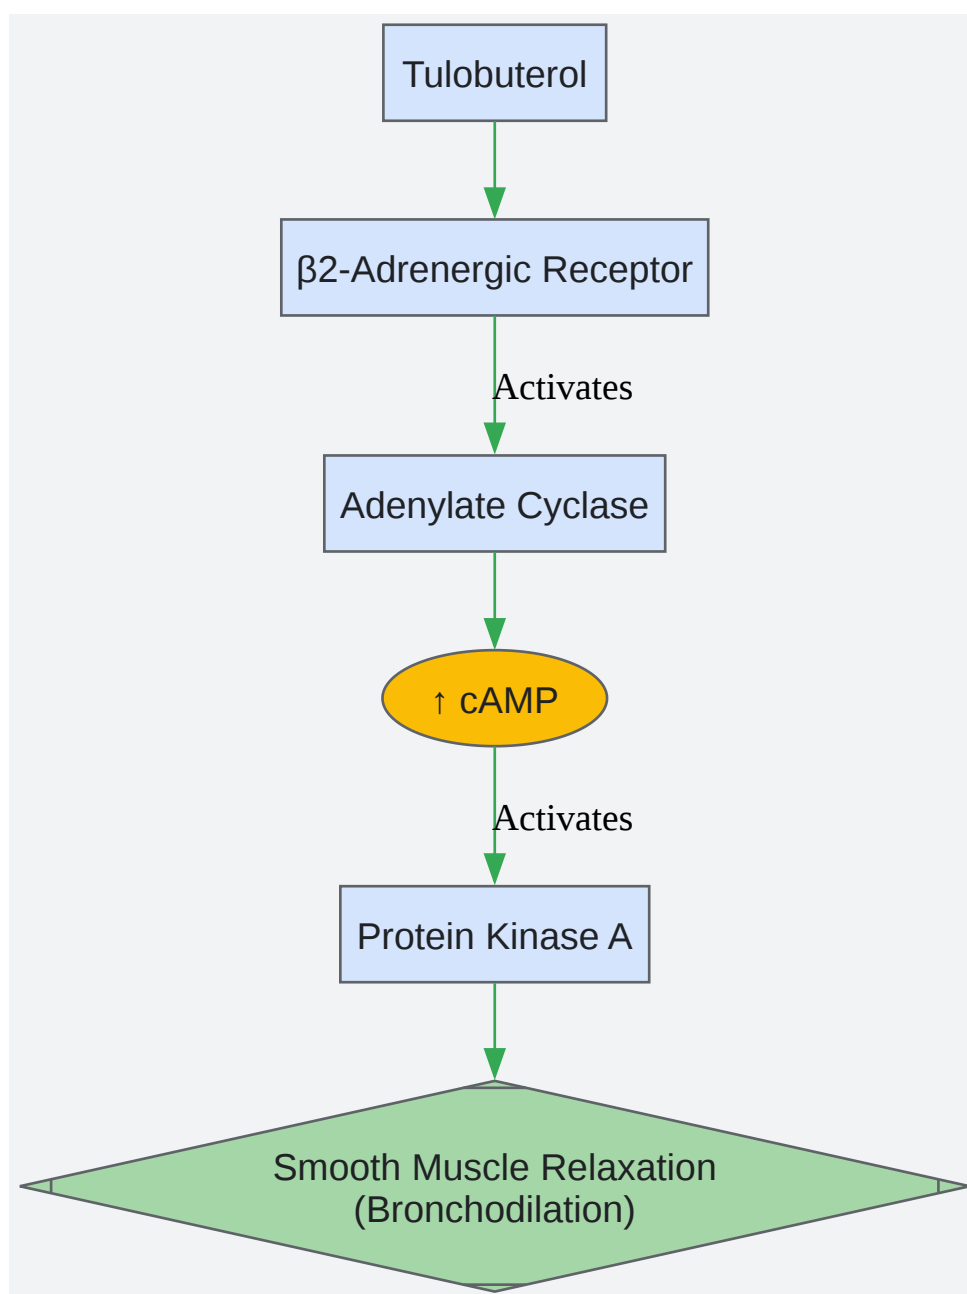 Tulobuterol
β2-Adrenergic Receptor
Activates
Adenylate Cyclase
↑ cAMP
Activates
Protein Kinase A
Smooth Muscle Relaxation
(Bronchodilation)